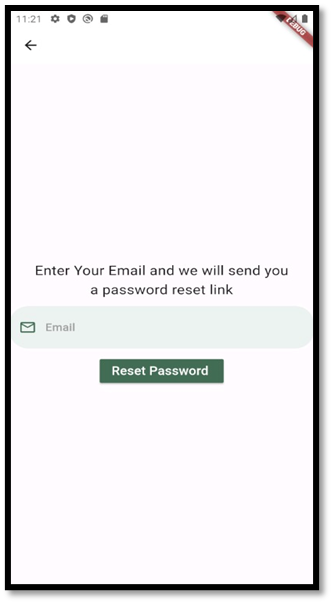 11:21
DEBUG
Enter Your Email and we will send you
a password reset link
Email
Reset Password